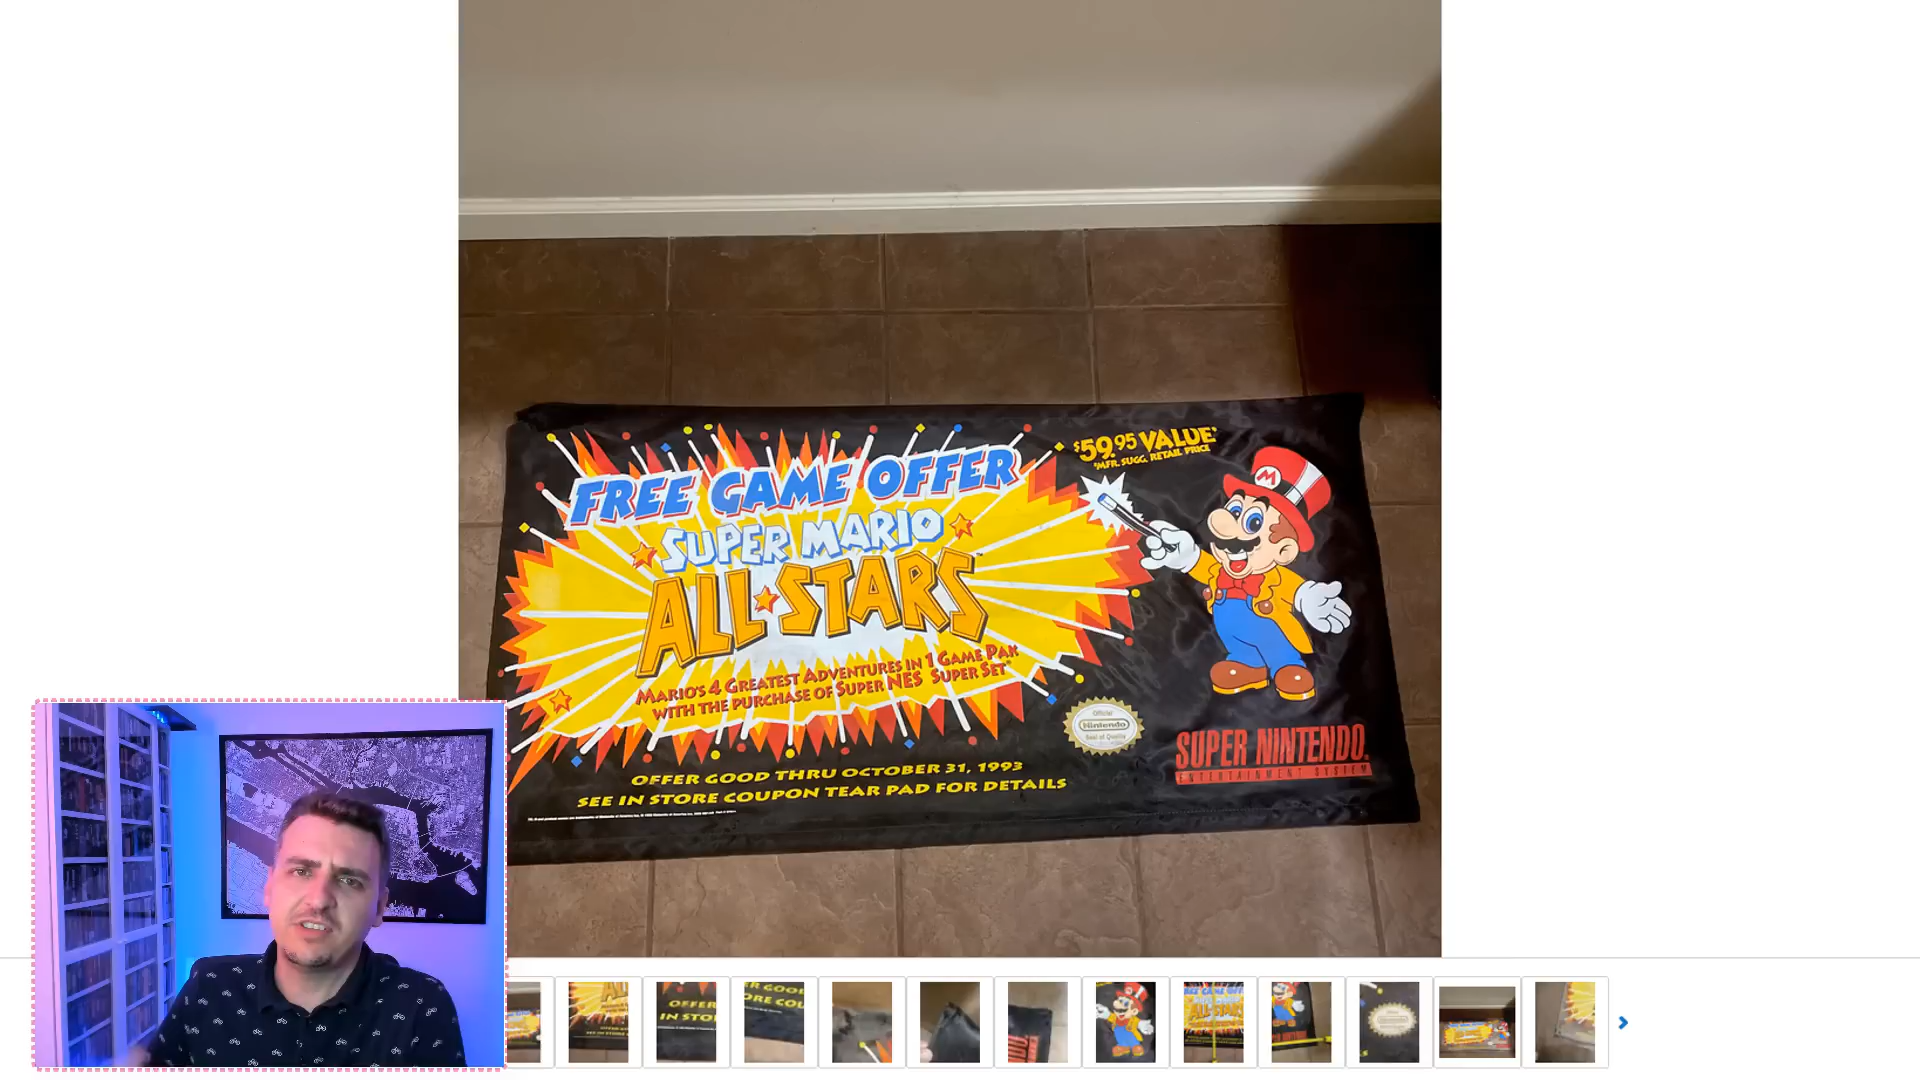 $59.95 VALUE*
*MFR. SUGG. RETAIL PRICE
FREE GAME OFFER
SUPER MARIO
ALL★STARS™
MARIO'S 4 GREATEST ADVENTURES IN 1 GAME PAK
WITH THE PURCHASE OF SUPER NES SUPER SET*
Official
Nintendo
Seal of Quality
SUPER NINTENDO
ENTERTAINMENT SYSTEM
OFFER GOOD THRU OCTOBER 31, 1993
SEE IN STORE COUPON TEAR PAD FOR DETAILS
M